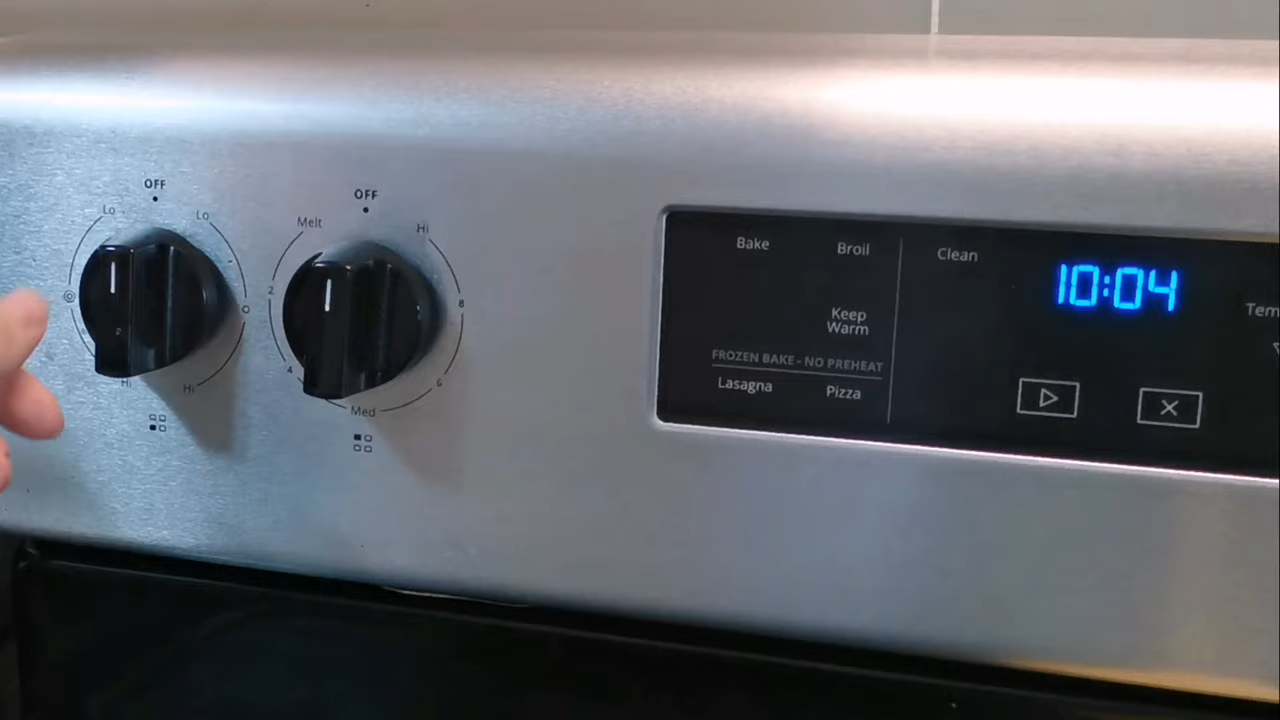 OFF
Lo
Lo
Hi
Hi
OFF
Melt
Hi
2
8
4
6
Med
Bake
Broil
Clean
10:04
Keep
Warm
FROZEN BAKE - NO PREHEAT
Lasagna
Pizza